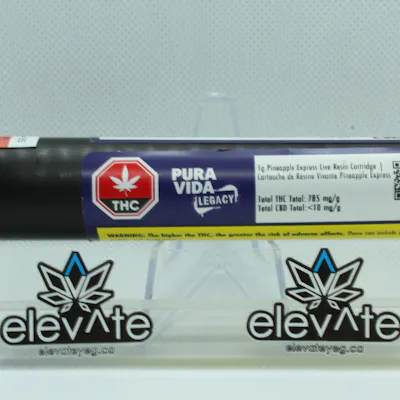 PURA
VIDA
LEGACY
THC
1g Pineapple Express Live Resin Cartridge |
Cartouche de Resine Vivante Pineapple Express
Total THC Total: 785 mg/g
Total CBD Total: <10 mg/g
WARNING: The higher the THC, the greater the risk of adverse effects.
elevate
elevateyeg.ca
elevate
elevateyeg.ca